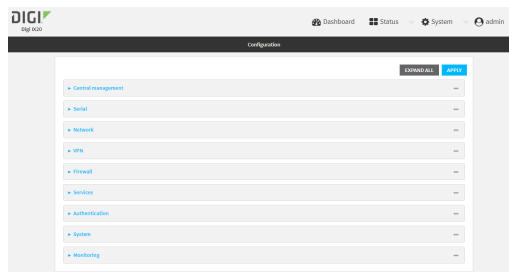 DIGI
Digi IX20
Dashboard Status System admin
Configuration
EXPAND ALL APPLY
Central management
Serial
Network
VPN
Firewall
Services
Authentication
System
Monitoring